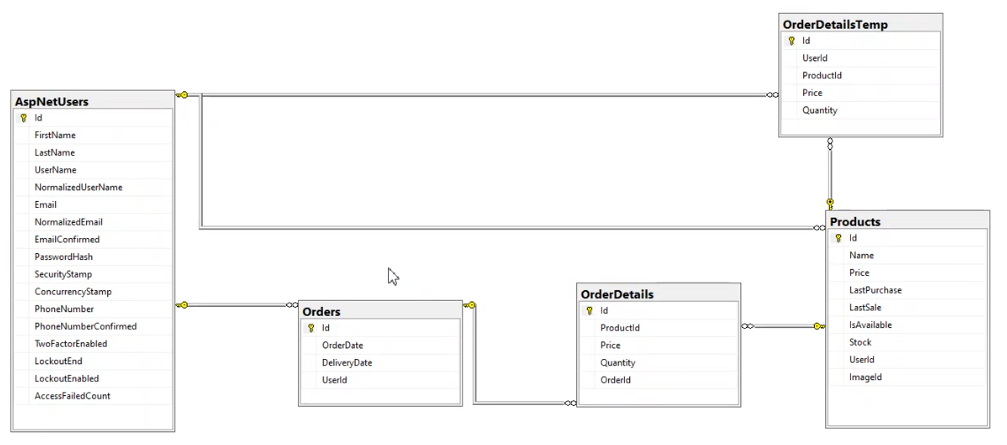 OrderDetailsTemp
Id
UserId
ProductId
Price
Quantity
AspNetUsers
Id
FirstName
LastName
UserName
NormalizedUserName
Email
NormalizedEmail
EmailConfirmed
PasswordHash
SecurityStamp
ConcurrencyStamp
PhoneNumber
PhoneNumberConfirmed
TwoFactorEnabled
LockoutEnd
LockoutEnabled
AccessFailedCount
Orders
Id
OrderDate
DeliveryDate
UserId
OrderDetails
Id
ProductId
Price
Quantity
OrderId
Products
Id
Name
Price
LastPurchase
LastSale
IsAvailable
Stock
UserId
ImageId